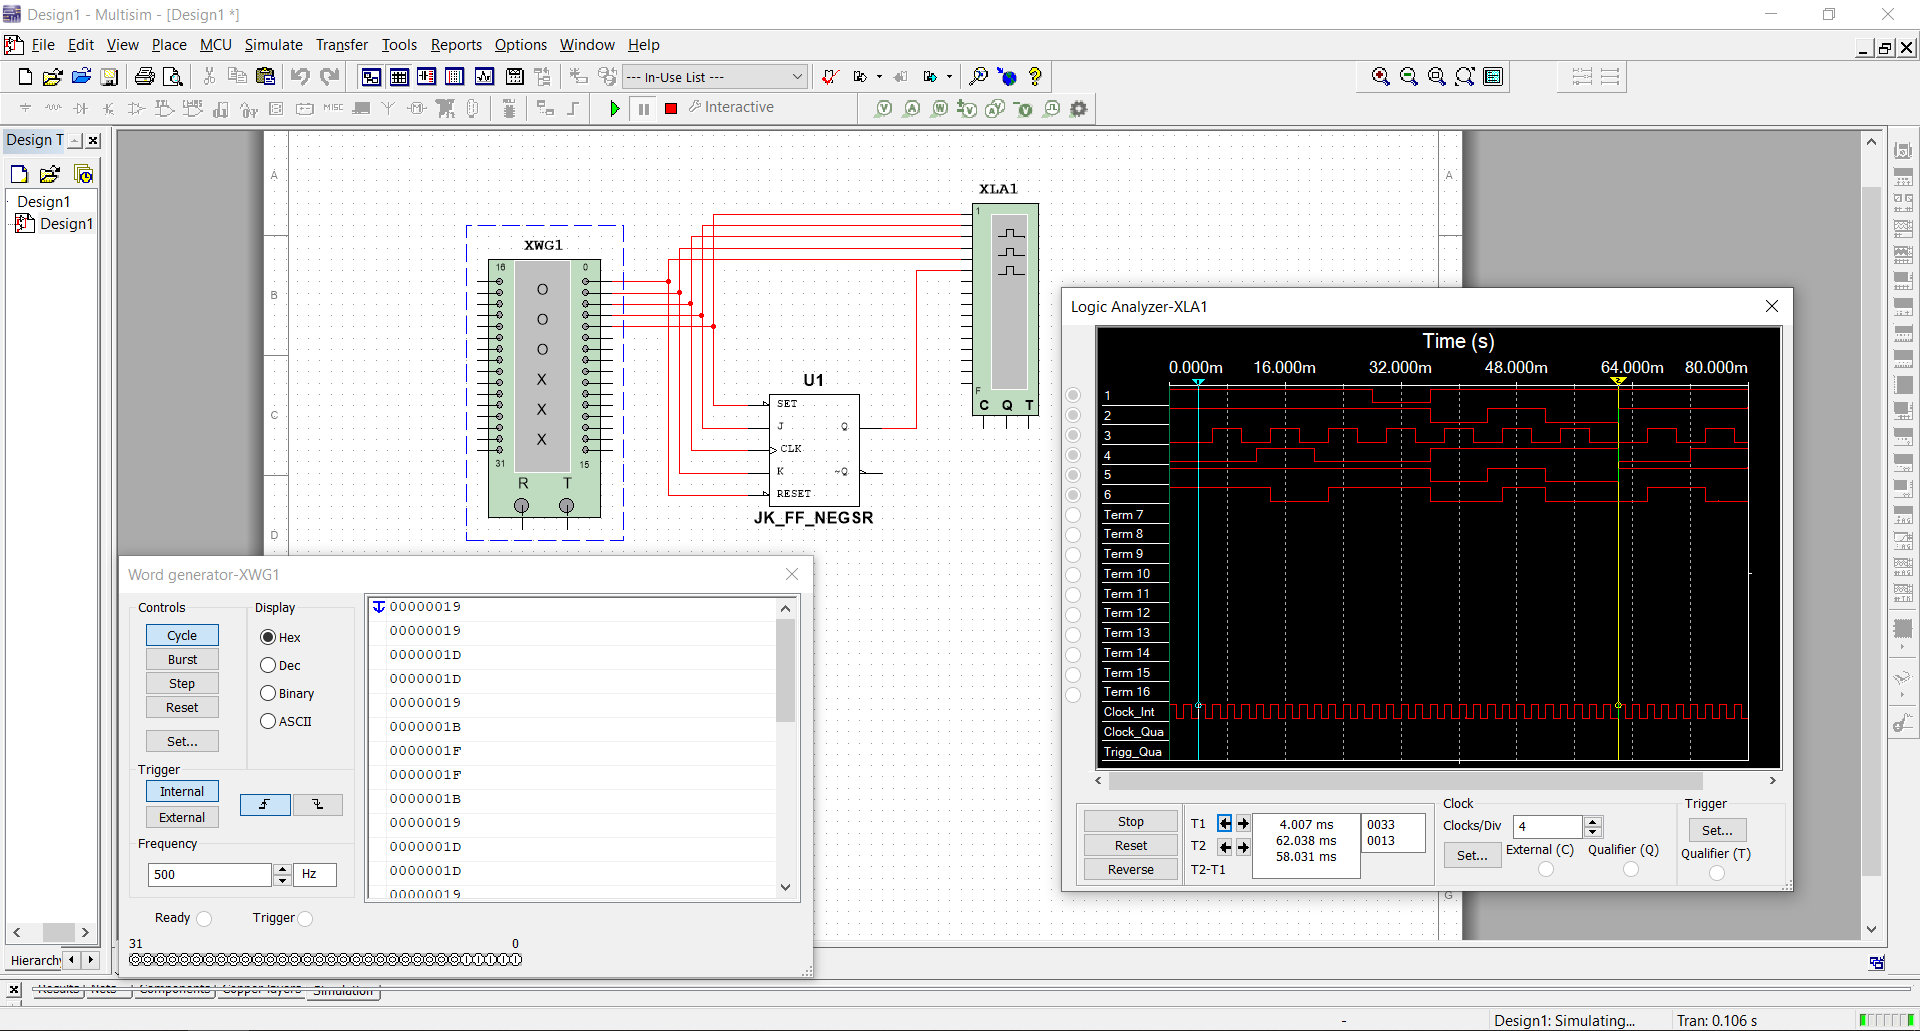 Design1 - Multisim - [Design1 *]
File Edit View Place MCU Simulate Transfer Tools Reports Options Window Help
--- In-Use List ---
MISC
Interactive
Design T
Design1
Design1
Hierarchy
A
B
C
D
A
G
XWG1
16 0
O
O
O
X
X
X
31 15
R T
XLA1
1
F
C Q T
U1
SET
J Q
CLK
K ~Q
RESET
JK_FF_NEGSR
Logic Analyzer-XLA1
Time (s)
0.000m 16.000m 32.000m 48.000m 64.000m 80.000m
1
2
3
4
5
6
Term 7
Term 8
Term 9
Term 10
Term 11
Term 12
Term 13
Term 14
Term 15
Term 16
Clock_Int
Clock_Qua
Trigg_Qua
Stop
Reset
Reverse
T1 4.007 ms 0033
T2 62.038 ms 0013
T2-T1 58.031 ms
Clock
Clocks/Div 4
Set... External (C) Qualifier (Q)
Trigger
Set...
Qualifier (T)
Word generator-XWG1
Controls
Cycle
Burst
Step
Reset
Set...
Display
Hex
Dec
Binary
ASCII
Trigger
Internal
External
Frequency
500 Hz
Ready Trigger
31 0
00000019
00000019
0000001D
0000001D
00000019
0000001B
0000001F
0000001F
0000001B
00000019
0000001D
0000001D
00000019
Results Nets Components Copper layers Simulation
- Design1: Simulating... Tran: 0.106 s